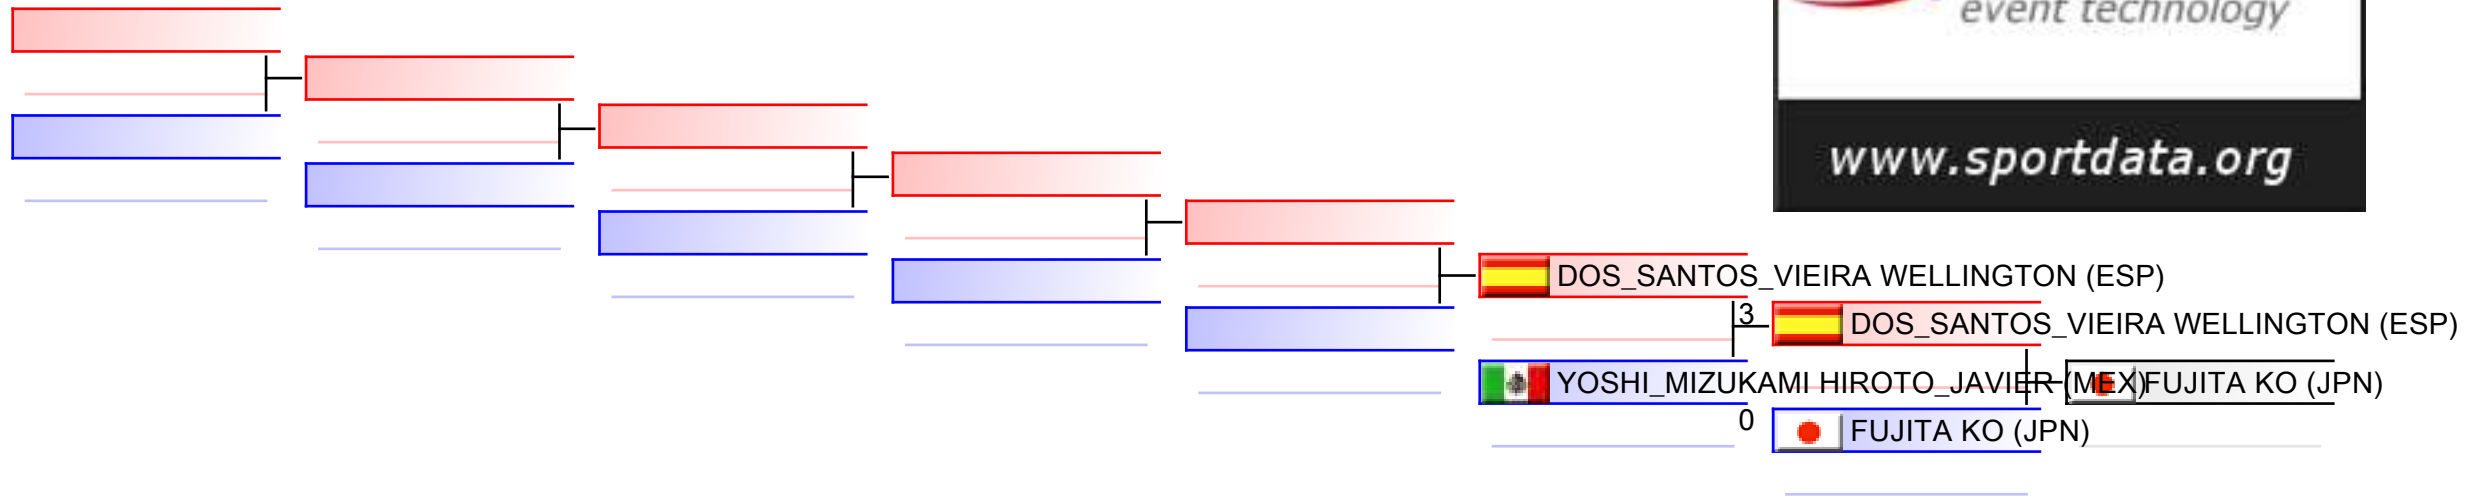 event technology
www.sportdata.org
DOS_SANTOS_VIEIRA WELLINGTON (ESP)
3
DOS_SANTOS_VIEIRA WELLINGTON (ESP)
YOSHI_MIZUKAMI HIROTO_JAVIER (MEX)
FUJITA KO (JPN)
0
FUJITA KO (JPN)